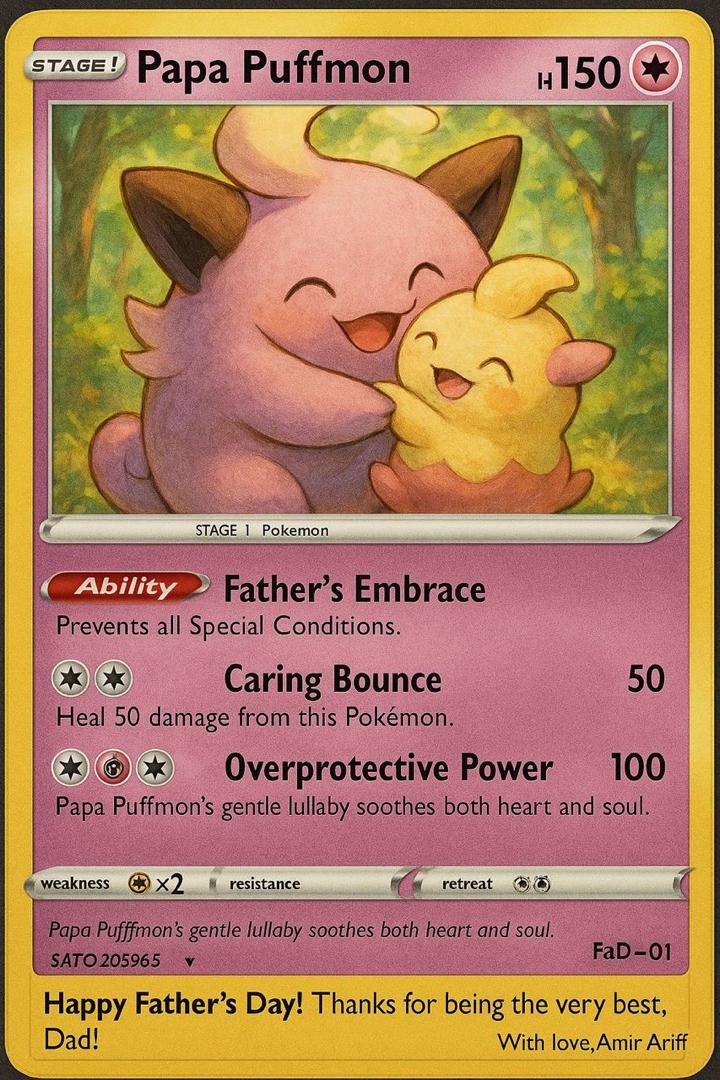 STAGE! Papa Puffmon H150
STAGE 1 Pokemon
Ability Father's Embrace
Prevents all Special Conditions.
Caring Bounce 50
Heal 50 damage from this Pokémon.
Overprotective Power 100
Papa Puffmon's gentle lullaby soothes both heart and soul.
weakness ×2 resistance retreat
Papa Pufffmon's gentle lullaby soothes both heart and soul.
SATO 205965 FaD–01
Happy Father's Day! Thanks for being the very best,
Dad! With love,Amir Ariff